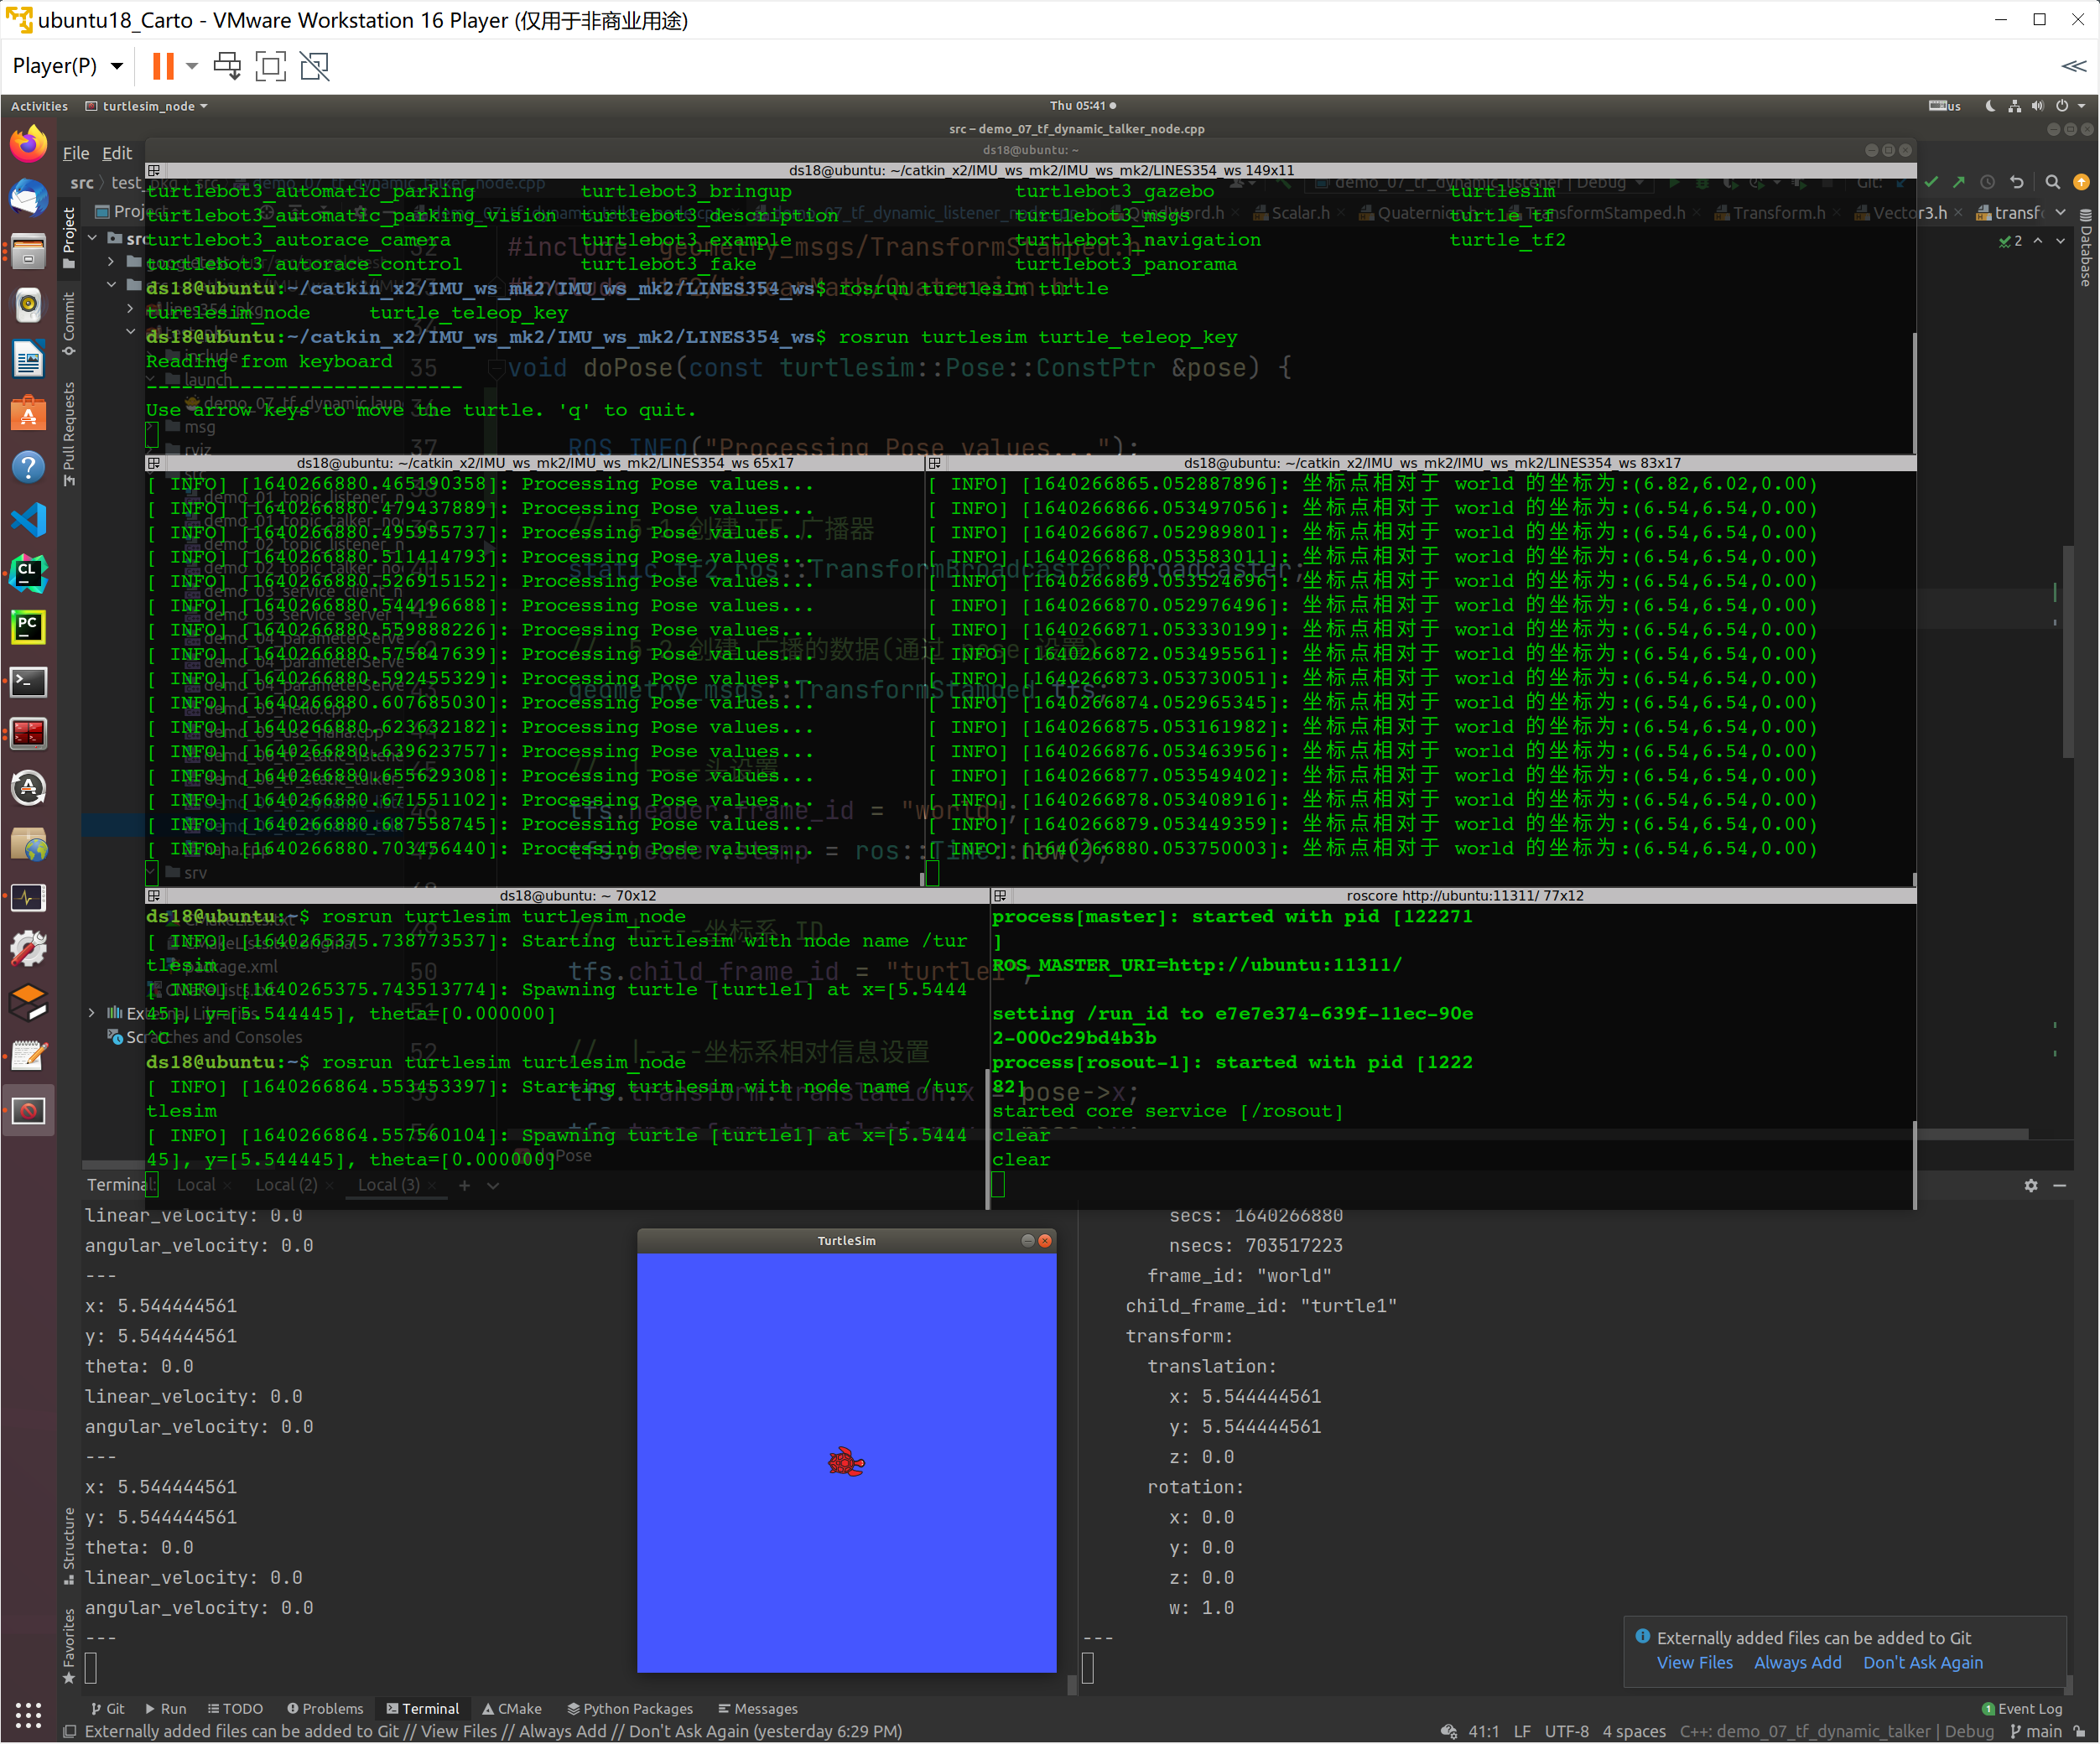 ubuntu18_Carto - VMware Workstation 16 Player (仅用于非商业用途)
Player(P)
Activities turtlesim_node Thu 05:41 us
src – demo_07_tf_dynamic_talker_node.cpp
File Edit
ds18@ubuntu: ~
ds18@ubuntu: ~/catkin_x2/IMU_ws_mk2/IMU_ws_mk2/LINES354_ws 149x11
turtlebot3_automatic_parking turtlebot3_bringup turtlebot3_gazebo turtlesim
turtlebot3_automatic_parking_vision turtlebot3_description turtlebot3_msgs turtle_tf
turtlebot3_autorace_camera turtlebot3_example turtlebot3_navigation turtle_tf2
turtlebot3_autorace_control turtlebot3_fake turtlebot3_panorama
ds18@ubuntu:~/catkin_x2/IMU_ws_mk2/IMU_ws_mk2/LINES354_ws$ rosrun turtlesim turtle
turtlesim_node turtle_teleop_key
ds18@ubuntu:~/catkin_x2/IMU_ws_mk2/IMU_ws_mk2/LINES354_ws$ rosrun turtlesim turtle_teleop_key
Reading from keyboard
---------------------------
Use arrow keys to move the turtle. 'q' to quit.
35 void doPose(const turtlesim::Pose::ConstPtr &pose) {
37 ROS_INFO("Processing Pose values...");
ds18@ubuntu: ~/catkin_x2/IMU_ws_mk2/IMU_ws_mk2/LINES354_ws 65x17
[ INFO] [1640266880.465190358]: Processing Pose values...
[ INFO] [1640266880.479437889]: Processing Pose values...
[ INFO] [1640266880.495955737]: Processing Pose values...
[ INFO] [1640266880.511414793]: Processing Pose values...
[ INFO] [1640266880.526915152]: Processing Pose values...
[ INFO] [1640266880.544196688]: Processing Pose values...
[ INFO] [1640266880.559888226]: Processing Pose values...
[ INFO] [1640266880.575847639]: Processing Pose values...
[ INFO] [1640266880.592455329]: Processing Pose values...
[ INFO] [1640266880.607685030]: Processing Pose values...
[ INFO] [1640266880.623632182]: Processing Pose values...
[ INFO] [1640266880.639623757]: Processing Pose values...
[ INFO] [1640266880.655629308]: Processing Pose values...
[ INFO] [1640266880.671551102]: Processing Pose values...
[ INFO] [1640266880.687558745]: Processing Pose values...
[ INFO] [1640266880.703456440]: Processing Pose values...
ds18@ubuntu: ~/catkin_x2/IMU_ws_mk2/IMU_ws_mk2/LINES354_ws 83x17
[ INFO] [1640266865.052887896]: 坐标点相对于 world 的坐标为:(6.82,6.02,0.00)
[ INFO] [1640266866.053497056]: 坐标点相对于 world 的坐标为:(6.54,6.54,0.00)
[ INFO] [1640266867.052989801]: 坐标点相对于 world 的坐标为:(6.54,6.54,0.00)
[ INFO] [1640266868.053583011]: 坐标点相对于 world 的坐标为:(6.54,6.54,0.00)
[ INFO] [1640266869.053524696]: 坐标点相对于 world 的坐标为:(6.54,6.54,0.00)
[ INFO] [1640266870.052976496]: 坐标点相对于 world 的坐标为:(6.54,6.54,0.00)
[ INFO] [1640266871.053330199]: 坐标点相对于 world 的坐标为:(6.54,6.54,0.00)
[ INFO] [1640266872.053495561]: 坐标点相对于 world 的坐标为:(6.54,6.54,0.00)
[ INFO] [1640266873.053730051]: 坐标点相对于 world 的坐标为:(6.54,6.54,0.00)
[ INFO] [1640266874.052965345]: 坐标点相对于 world 的坐标为:(6.54,6.54,0.00)
[ INFO] [1640266875.053161982]: 坐标点相对于 world 的坐标为:(6.54,6.54,0.00)
[ INFO] [1640266876.053463956]: 坐标点相对于 world 的坐标为:(6.54,6.54,0.00)
[ INFO] [1640266877.053549402]: 坐标点相对于 world 的坐标为:(6.54,6.54,0.00)
[ INFO] [1640266878.053408916]: 坐标点相对于 world 的坐标为:(6.54,6.54,0.00)
[ INFO] [1640266879.053449359]: 坐标点相对于 world 的坐标为:(6.54,6.54,0.00)
[ INFO] [1640266880.053750003]: 坐标点相对于 world 的坐标为:(6.54,6.54,0.00)
ds18@ubuntu: ~ 70x12
ds18@ubuntu:~$ rosrun turtlesim turtlesim_node
[ INFO] [1640265375.738773537]: Starting turtlesim with node name /tur
tlesim
[ INFO] [1640265375.743513774]: Spawning turtle [turtle1] at x=[5.5444
45], y=[5.544445], theta=[0.000000]
^C
ds18@ubuntu:~$ rosrun turtlesim turtlesim_node
[ INFO] [1640266864.553453397]: Starting turtlesim with node name /tur
tlesim
[ INFO] [1640266864.557560104]: Spawning turtle [turtle1] at x=[5.5444
45], y=[5.544445], theta=[0.000000]
roscore http://ubuntu:11311/ 77x12
process[master]: started with pid [122271
]
ROS_MASTER_URI=http://ubuntu:11311/
setting /run_id to e7e7e374-639f-11ec-90e
2-000c29bd4b3b
process[rosout-1]: started with pid [1222
82]
started core service [/rosout]
clear
clear
Terminal: Local Local (2) Local (3)
linear_velocity: 0.0
angular_velocity: 0.0
---
x: 5.544444561
y: 5.544444561
theta: 0.0
linear_velocity: 0.0
angular_velocity: 0.0
---
x: 5.544444561
y: 5.544444561
theta: 0.0
linear_velocity: 0.0
angular_velocity: 0.0
---
TurtleSim
secs: 1640266880
nsecs: 703517223
frame_id: "world"
child_frame_id: "turtle1"
transform:
translation:
x: 5.544444561
y: 5.544444561
z: 0.0
rotation:
x: 0.0
y: 0.0
z: 0.0
w: 1.0
---
Project
Commit
Pull Requests
Structure
Favorites
Database
Externally added files can be added to Git
View Files Always Add Don't Ask Again
Git Run TODO Problems Terminal CMake Python Packages Messages Event Log
Externally added files can be added to Git // View Files // Always Add // Don't Ask Again (yesterday 6:29 PM) 41:1 LF UTF-8 4 spaces C++: demo_07_tf_dynamic_talker | Debug main